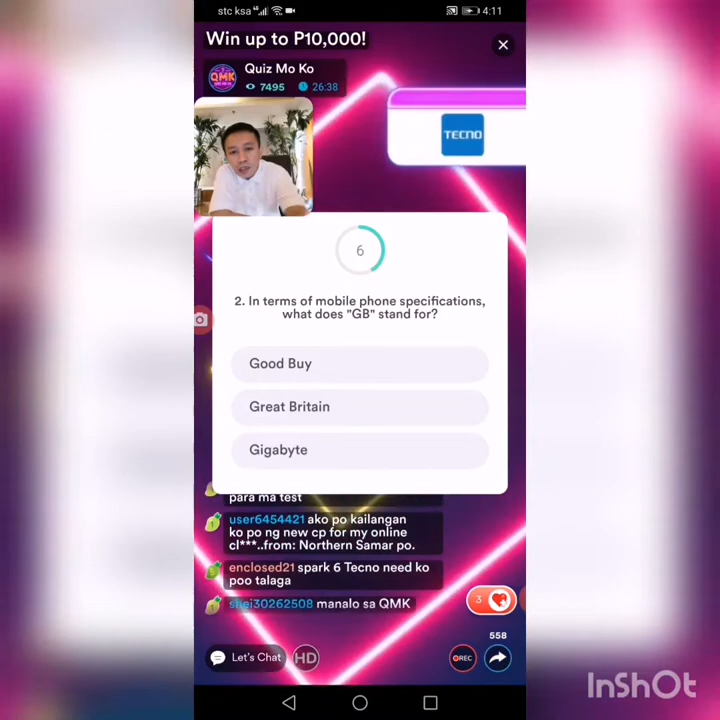 stc ksa 4G 4:11
Win up to P10,000!
Quiz Mo Ko
QMK
7495 26:38
TECNO
6
2. In terms of mobile phone specifications,
what does "GB" stand for?
Good Buy
Great Britain
Gigabyte
para ma test
user6454421 ako po kailangan
ko po ng new cp for my online
cl***..from: Northern Samar po.
enclosed21 spark 6 Tecno need ko
poo talaga
shei30262508 manalo sa QMK
3
558
Let's Chat HD REC
InShOt